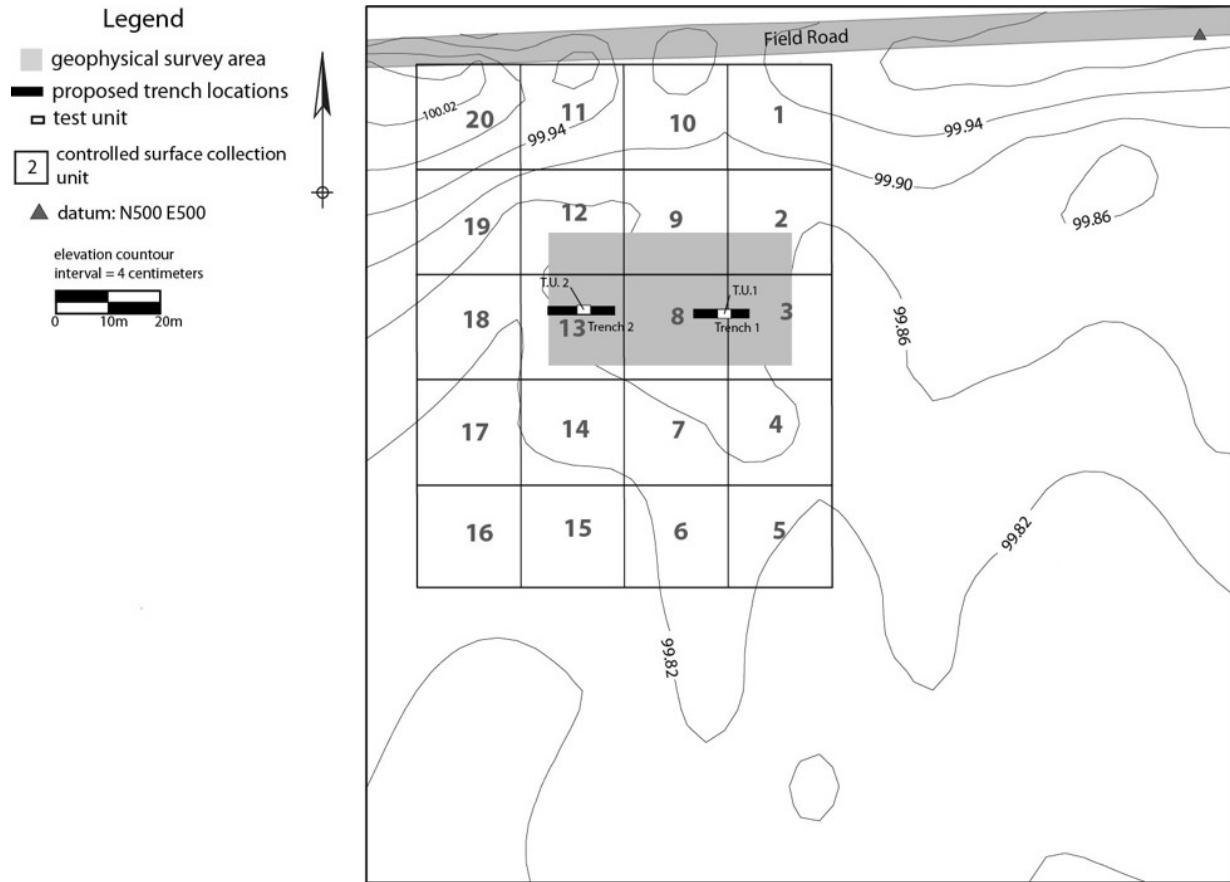 Legend
geophysical survey area
proposed trench locations
test unit
2
controlled surface collection
unit
datum: N500 E500
elevation countour
interval = 4 centimeters
0 10m 20m
Field Road
100.02
20 11 10 1
99.94
99.94
99.90
19 12 9 2
99.86
T.U. 2
T.U.1
18 13 8 3
Trench 2
Trench 1
99.86
17 14 7 4
16 15 6 5
99.82
99.82